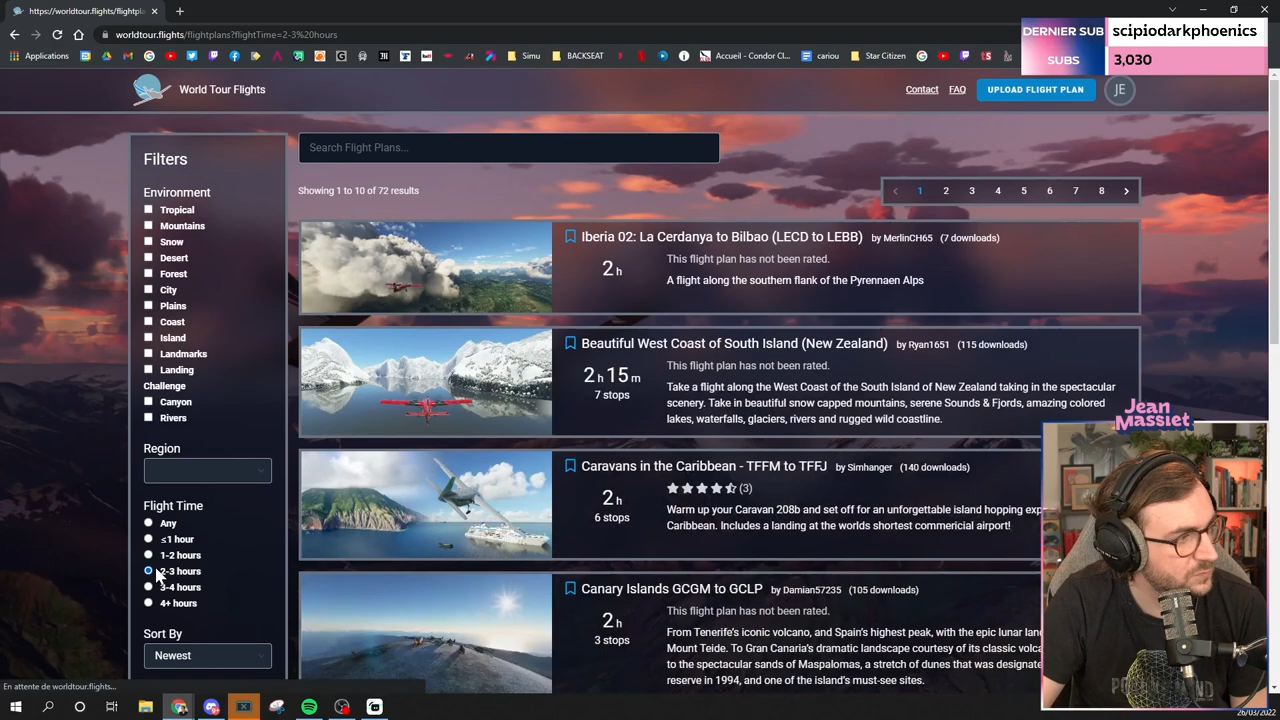 https://worldtour.flights/flightpl
worldtour.flights/flightplans?flightTime=2-3%20hours
Applications
Simu
BACKSEAT
Accueil - Condor Cl...
cariou
Star Citizen
DERNIER SUB
scipiodarkphoenics
SUBS
3,030
World Tour Flights
Contact
FAQ
UPLOAD FLIGHT PLAN
JE
Filters
Environment
Tropical
Mountains
Snow
Desert
Forest
City
Plains
Coast
Island
Landmarks
Landing
Challenge
Canyon
Rivers
Region
Flight Time
Any
≤1 hour
1-2 hours
2-3 hours
3-4 hours
4+ hours
Sort By
Newest
Search Flight Plans...
Showing 1 to 10 of 72 results
‹ 1 2 3 4 5 6 7 8 ›
Iberia 02: La Cerdanya to Bilbao (LECD to LEBB) by MerlinCH65 (7 downloads)
2 h
This flight plan has not been rated.
A flight along the southern flank of the Pyrennaen Alps
Beautiful West Coast of South Island (New Zealand) by Ryan1651 (115 downloads)
2 h 15 m
7 stops
This flight plan has not been rated.
Take a flight along the West Coast of the South Island of New Zealand taking in the spectacular
scenery. Take in beautiful snow capped mountains, serene Sounds & Fjords, amazing colored
lakes, waterfalls, glaciers, rivers and rugged wild coastline.
Caravans in the Caribbean - TFFM to TFFJ by Simhanger (140 downloads)
2 h
6 stops
(3)
Warm up your Caravan 208b and set off for an unforgettable island hopping exp
Caribbean. Includes a landing at the worlds shortest commericial airport!
Canary Islands GCGM to GCLP by Damian57235 (105 downloads)
2 h
3 stops
This flight plan has not been rated.
From Tenerife's iconic volcano, and Spain's highest peak, with the epic lunar lan
Mount Teide. To Gran Canaria's dramatic landscape courtesy of its classic volc
to the spectacular sands of Maspalomas, a stretch of dunes that was designate
reserve in 1994, and one of the island's must-see sites.
Jean
Massiet
En attente de worldtour.flights...
26/03/2022